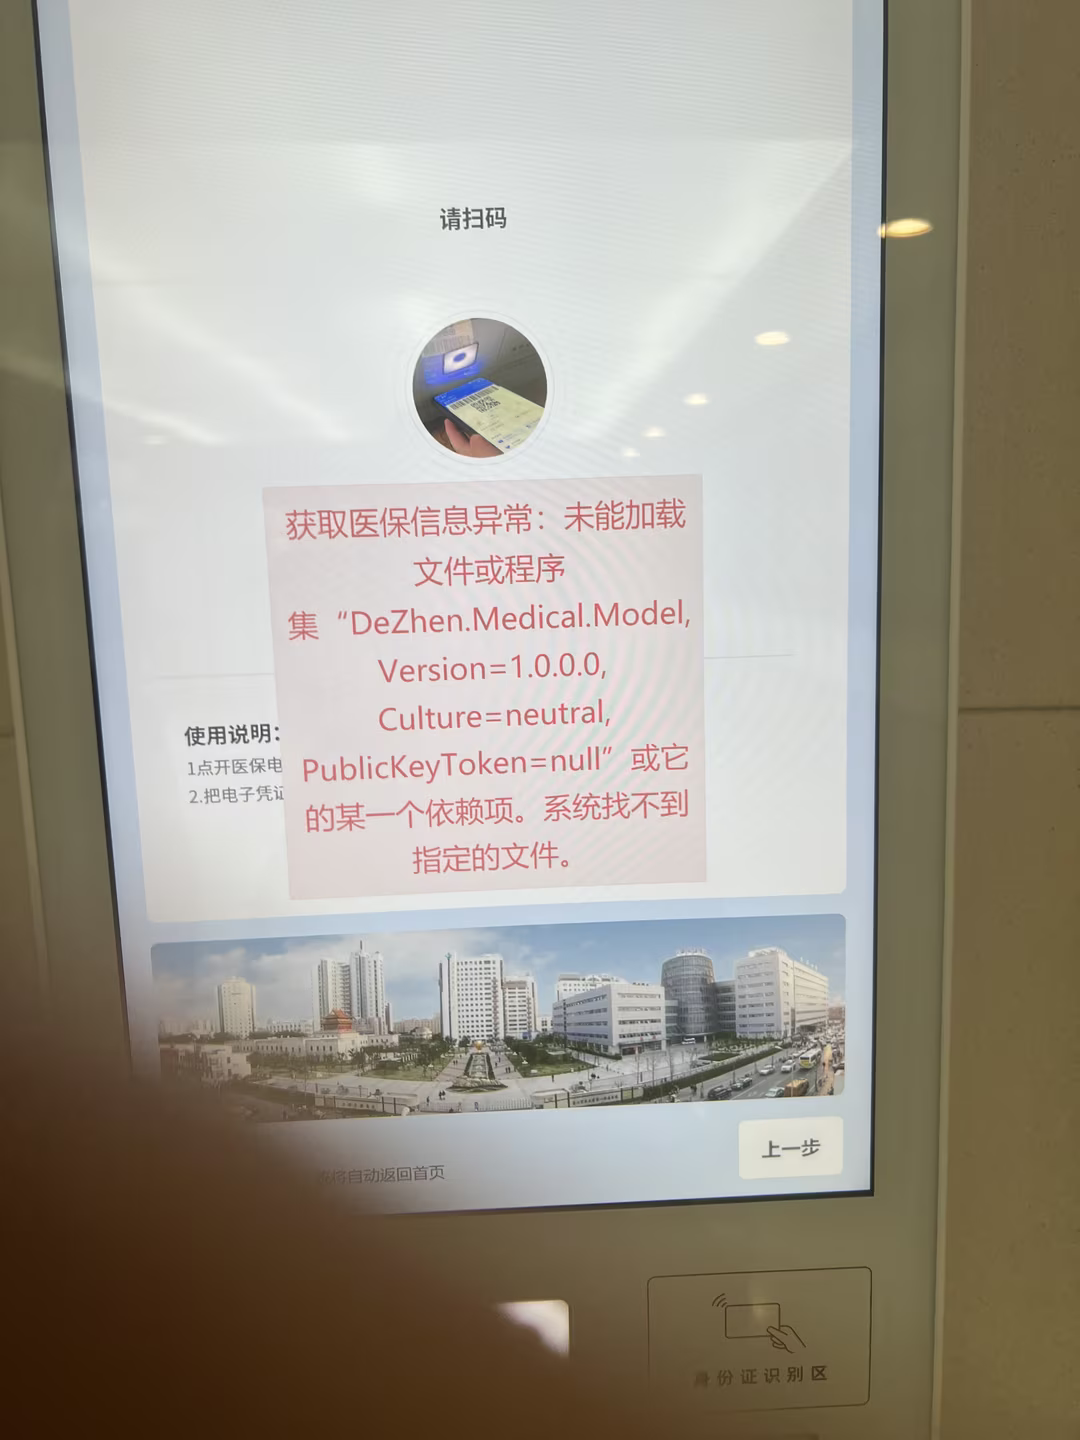 请扫码
获取医保信息异常：未能加载
文件或程序
集“DeZhen.Medical.Model,
Version=1.0.0.0,
Culture=neutral,
PublicKeyToken=null”或它
的某一个依赖项。系统找不到
指定的文件。
使用说明：
1点开医保电
2.把电子凭证
将自动返回首页
上一步
身份证识别区